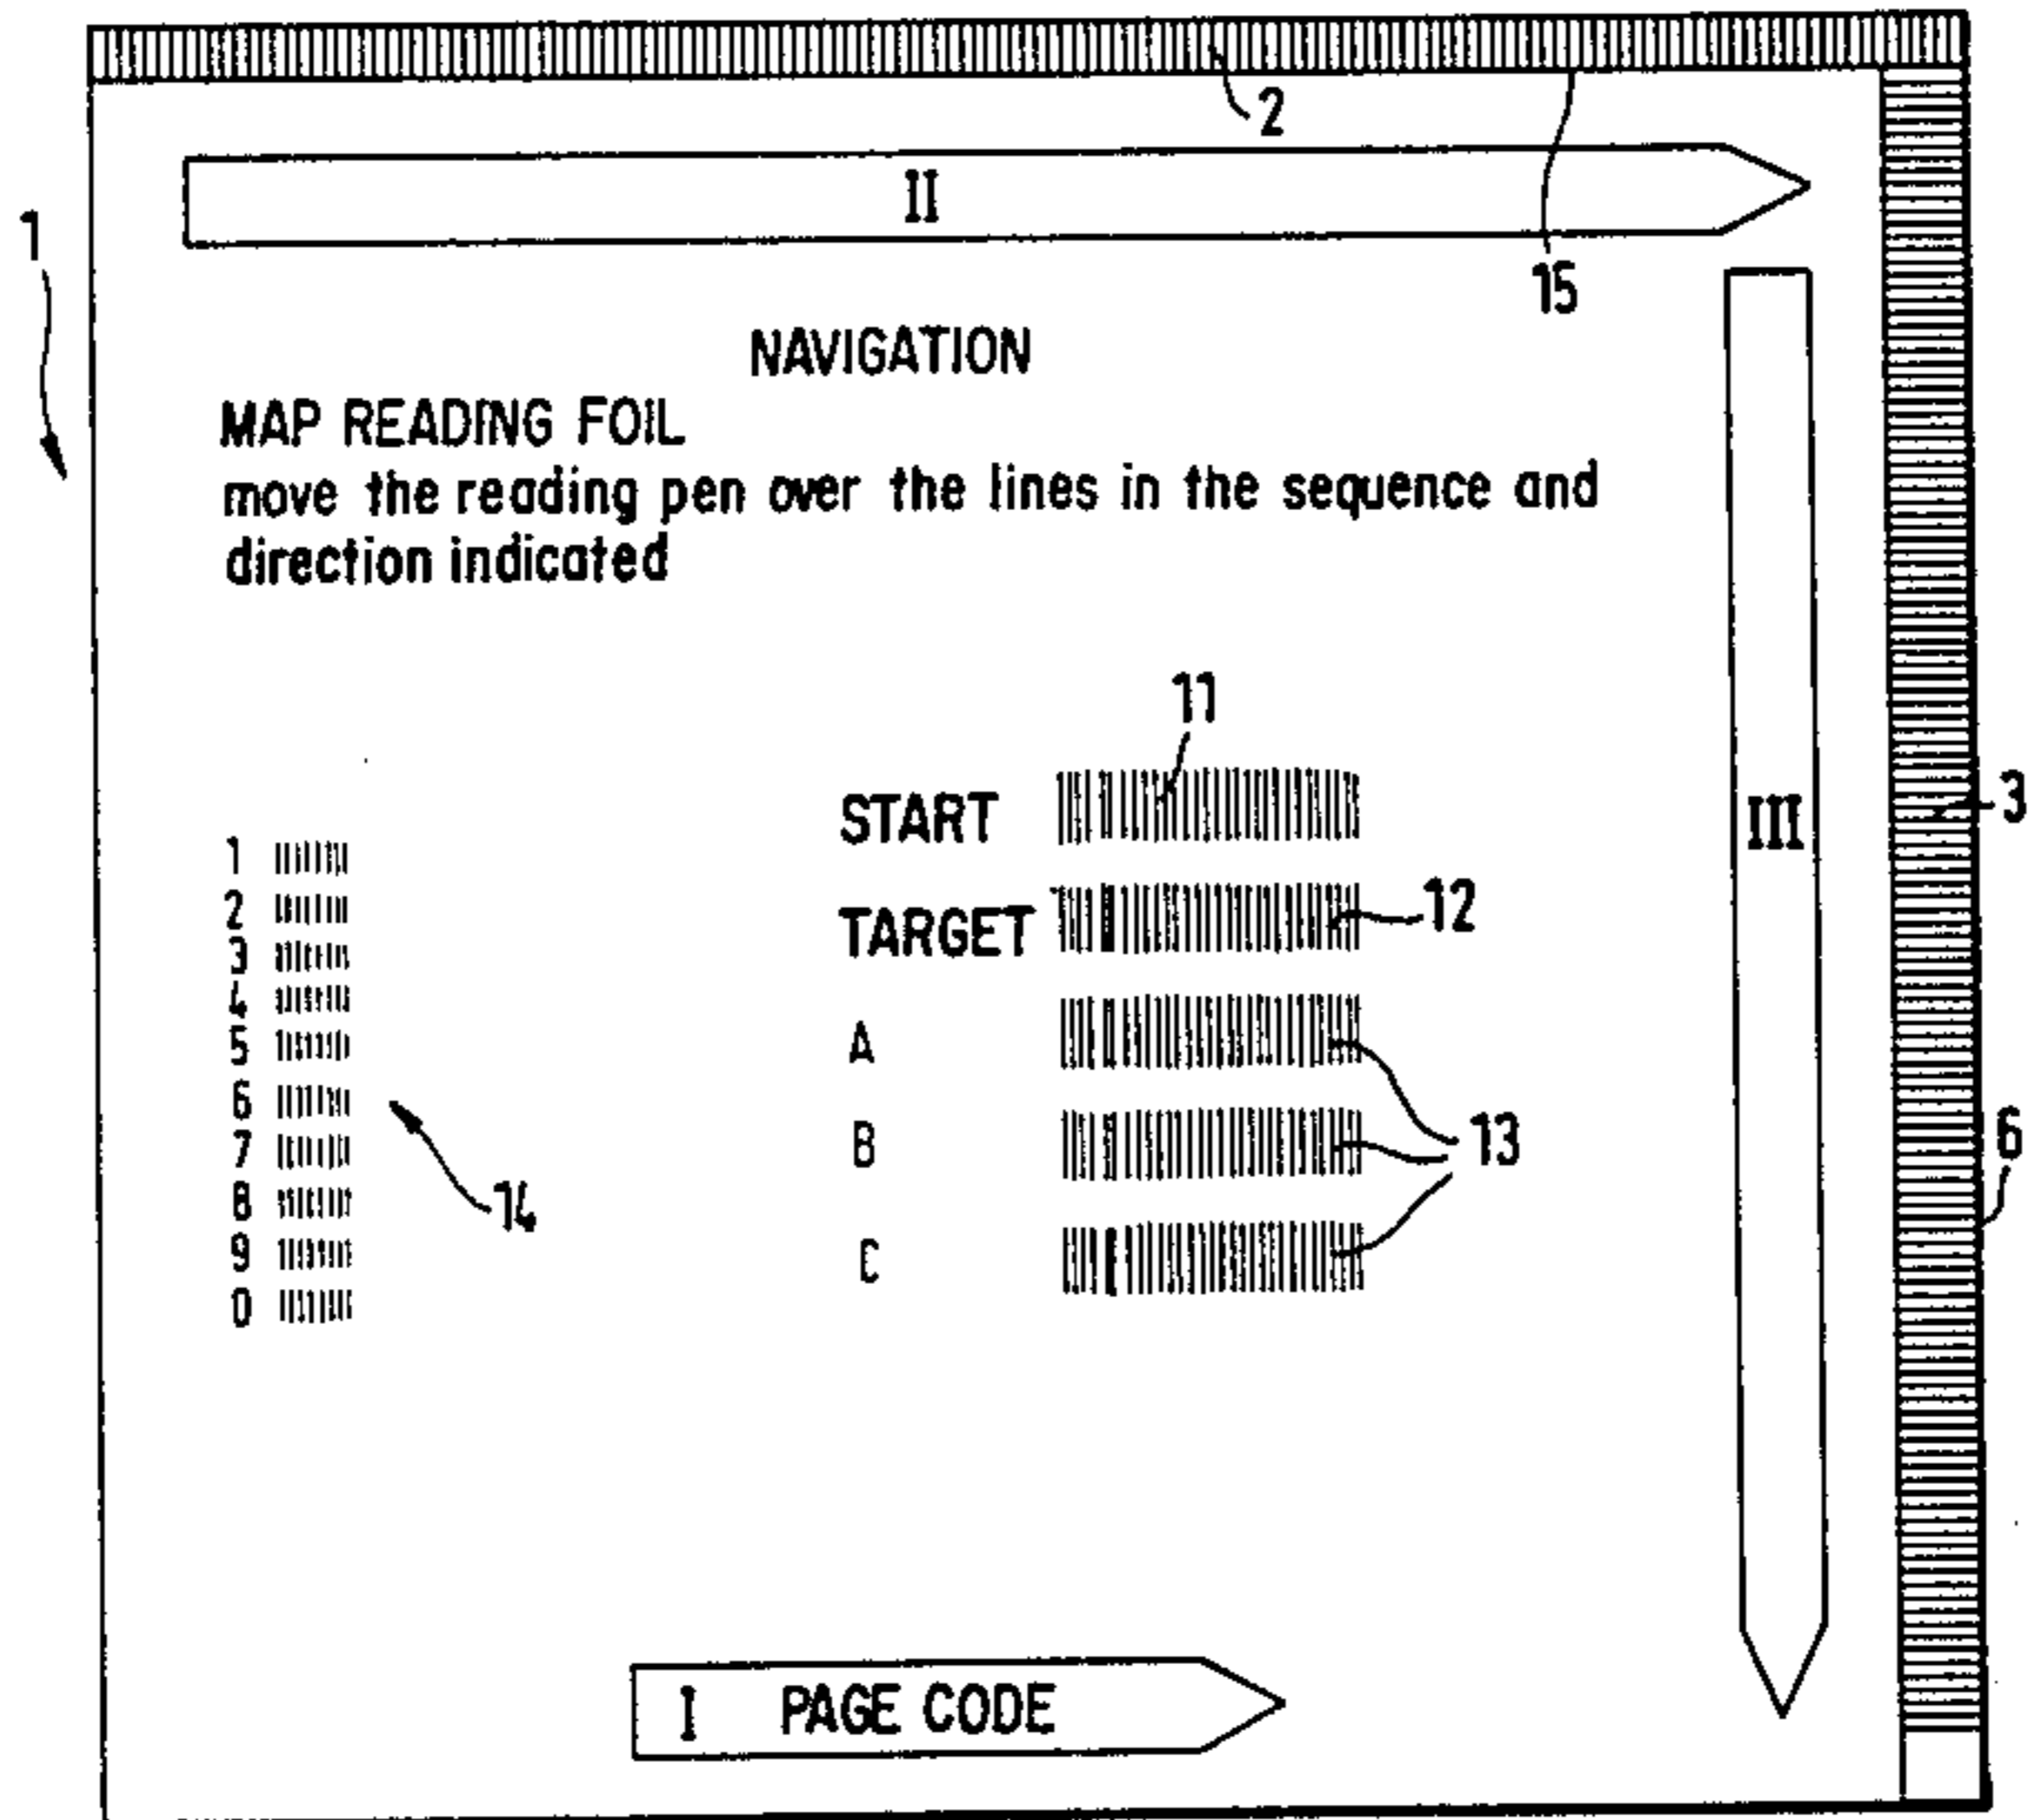 2
II
1
15
NAVIGATION
MAP READING FOIL
move the reading pen over the lines in the sequence and
direction indicated
11
START
3
III
1
TARGET
12
2
3
4
A
5
6
B
13
6
7
14
8
9
C
0
I PAGE CODE